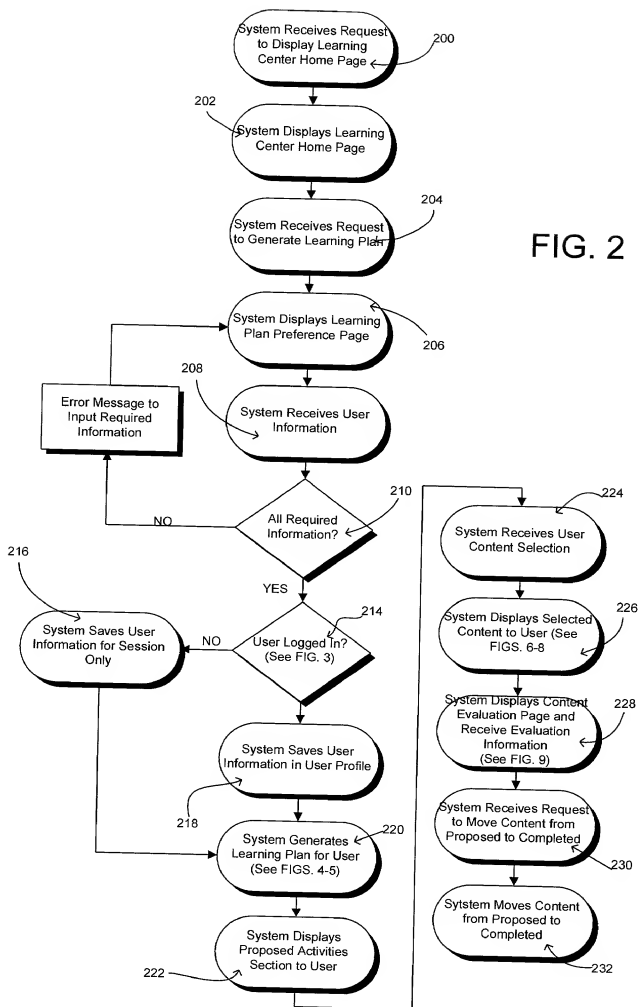 System Receives Request
to Display Learning
Center Home Page
200
202
System Displays Learning
Center Home Page
204
System Receives Request
to Generate Learning Plan
FIG. 2
System Displays Learning
Plan Preference Page
206
208
Error Message to
Input Required
Information
System Receives User
Information
210
All Required
Information?
NO
YES
216
214
System Saves User
Information for Session
Only
NO
User Logged In?
(See FIG. 3)
System Saves User
Information in User Profile
218
220
System Generates
Learning Plan for User
(See FIGS. 4-5)
System Displays
Proposed Activities
Section to User
222
224
System Receives User
Content Selection
226
System Displays Selected
Content to User (See
FIGS. 6-8
228
System Displays Content
Evaluation Page and
Receive Evaluation
Information
(See FIG. 9)
System Receives Request
to Move Content from
Proposed to Completed
230
Sytstem Moves Content
from Proposed to
Completed
232